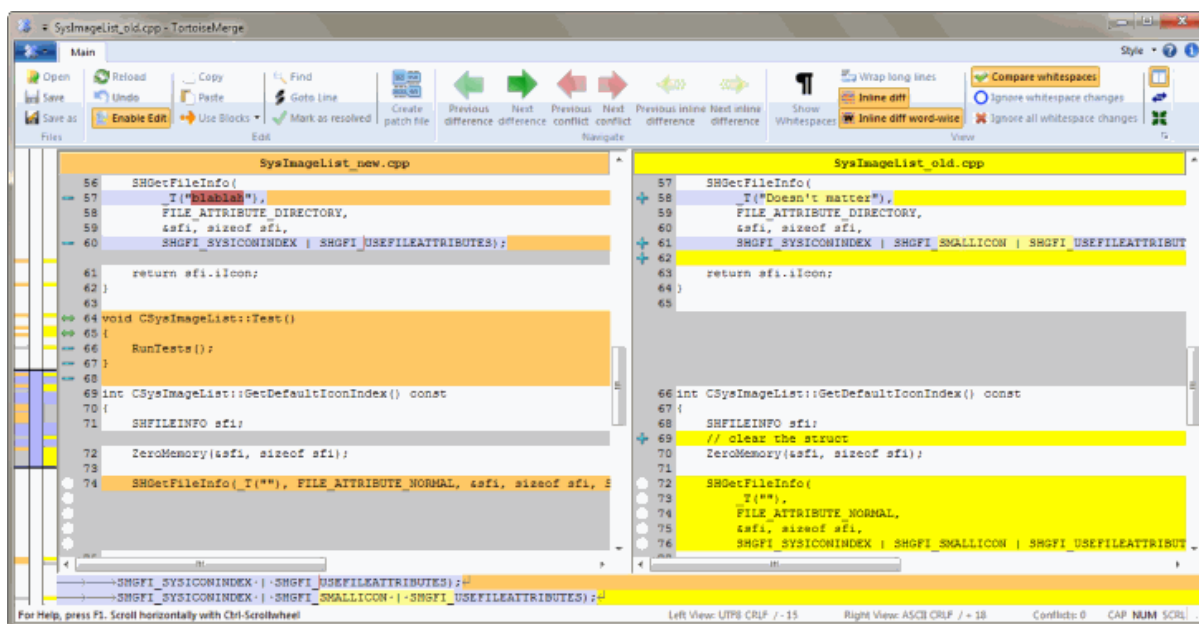 SysImageList_old.cpp - TortoiseMerge
Main
Style
Open
Save
Save as
Files
Reload
Undo
Enable Edit
Copy
Paste
Use Blocks
Find
Goto Line
Mark as resolved
Edit
Create patch file
Previous difference
Next difference
Previous conflict
Next conflict
Previous inline difference
Next inline difference
Navigate
Show Whitespaces
Wrap long lines
Inline diff
Inline diff word-wise
Compare whitespaces
Ignore whitespace changes
Ignore all whitespace changes
View
SysImageList_new.cpp
56 SHGetFileInfo(
57 _T("blablah"),
58 FILE_ATTRIBUTE_DIRECTORY,
59 &sfi, sizeof sfi,
60 SHGFI_SYSICONINDEX | SHGFI_USEFILEATTRIBUTES);
61 return sfi.iIcon;
62 }
63
64 void CSysImageList::Test()
65 {
66 RunTests();
67 }
68
69 int CSysImageList::GetDefaultIconIndex() const
70 {
71 SHFILEINFO sfi;
72 ZeroMemory(&sfi, sizeof sfi);
73
74 SHGetFileInfo(_T(""), FILE_ATTRIBUTE_NORMAL, &sfi, sizeof sfi, S
SysImageList_old.cpp
57 SHGetFileInfo(
58 _T("Doesn't matter"),
59 FILE_ATTRIBUTE_DIRECTORY,
60 &sfi, sizeof sfi,
61 SHGFI_SYSICONINDEX | SHGFI_SMALLICON | SHGFI_USEFILEATTRIBUT
62
63 return sfi.iIcon;
64 }
65
66 int CSysImageList::GetDefaultIconIndex() const
67 {
68 SHFILEINFO sfi;
69 // clear the struct
70 ZeroMemory(&sfi, sizeof sfi);
71
72 SHGetFileInfo(
73 _T(""),
74 FILE_ATTRIBUTE_NORMAL,
75 &sfi, sizeof sfi,
76 SHGFI_SYSICONINDEX | SHGFI_SMALLICON | SHGFI_USEFILEATTRIBUT
SHGFI_SYSICONINDEX·|·SHGFI_USEFILEATTRIBUTES);
SHGFI_SYSICONINDEX·|·SHGFI_SMALLICON·|·SHGFI_USEFILEATTRIBUTES);
For Help, press F1. Scroll horizontally with Ctrl-Scrollwheel
Left View: UTF8 CRLF / - 15
Right View: ASCII CRLF / + 18
Conflicts: 0
CAP NUM SCRL